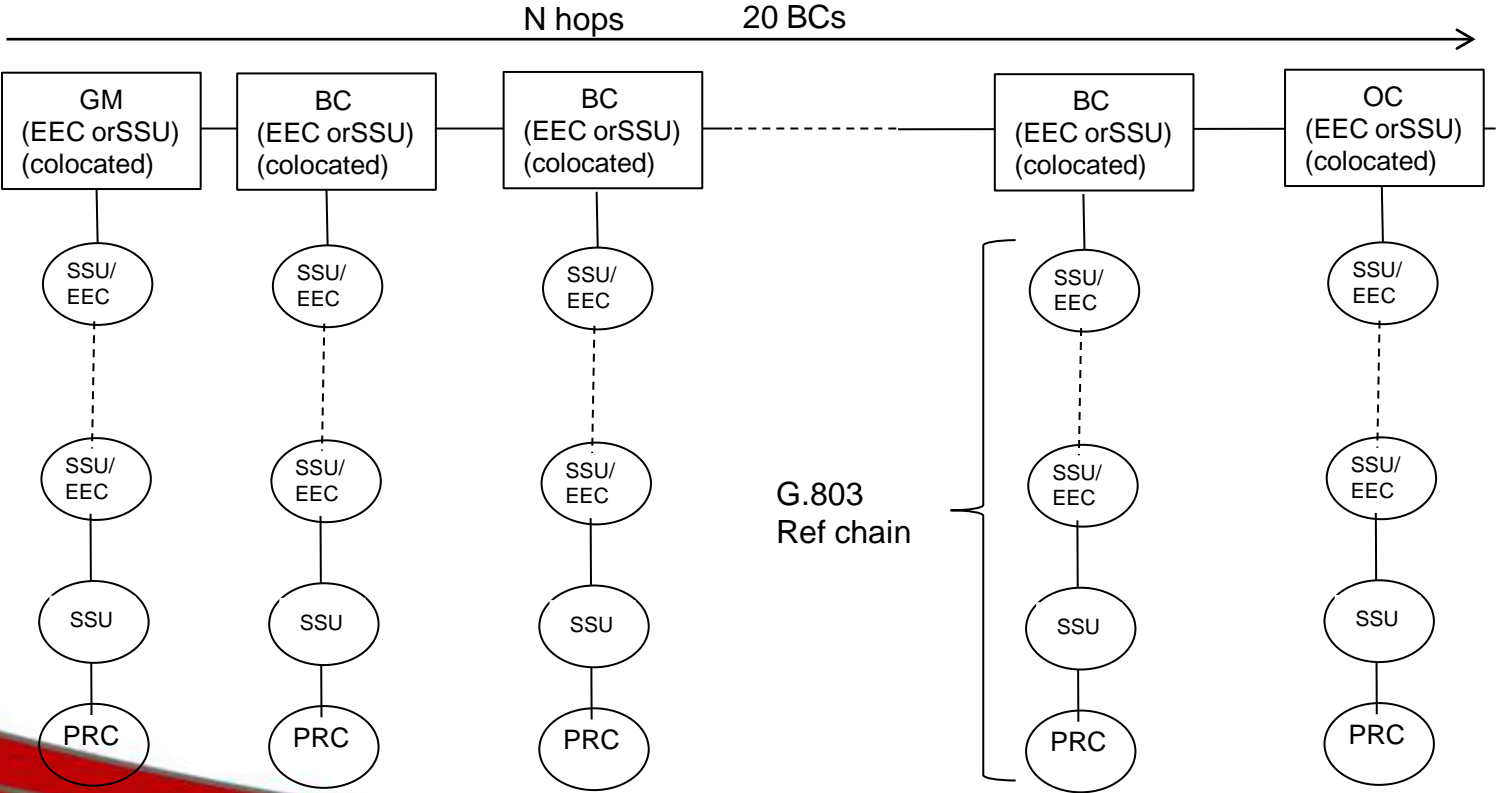 N hops 20 BCs
GM
(EEC orSSU)
(colocated)
BC
(EEC orSSU)
(colocated)
BC
(EEC orSSU)
(colocated)
BC
(EEC orSSU)
(colocated)
OC
(EEC orSSU)
(colocated)
SSU/
EEC
SSU/
EEC
SSU/
EEC
SSU/
EEC
SSU/
EEC
SSU/
EEC
SSU/
EEC
SSU/
EEC
G.803
Ref chain
SSU/
EEC
SSU/
EEC
SSU
SSU
SSU
SSU
SSU
PRC
PRC
PRC
PRC
PRC